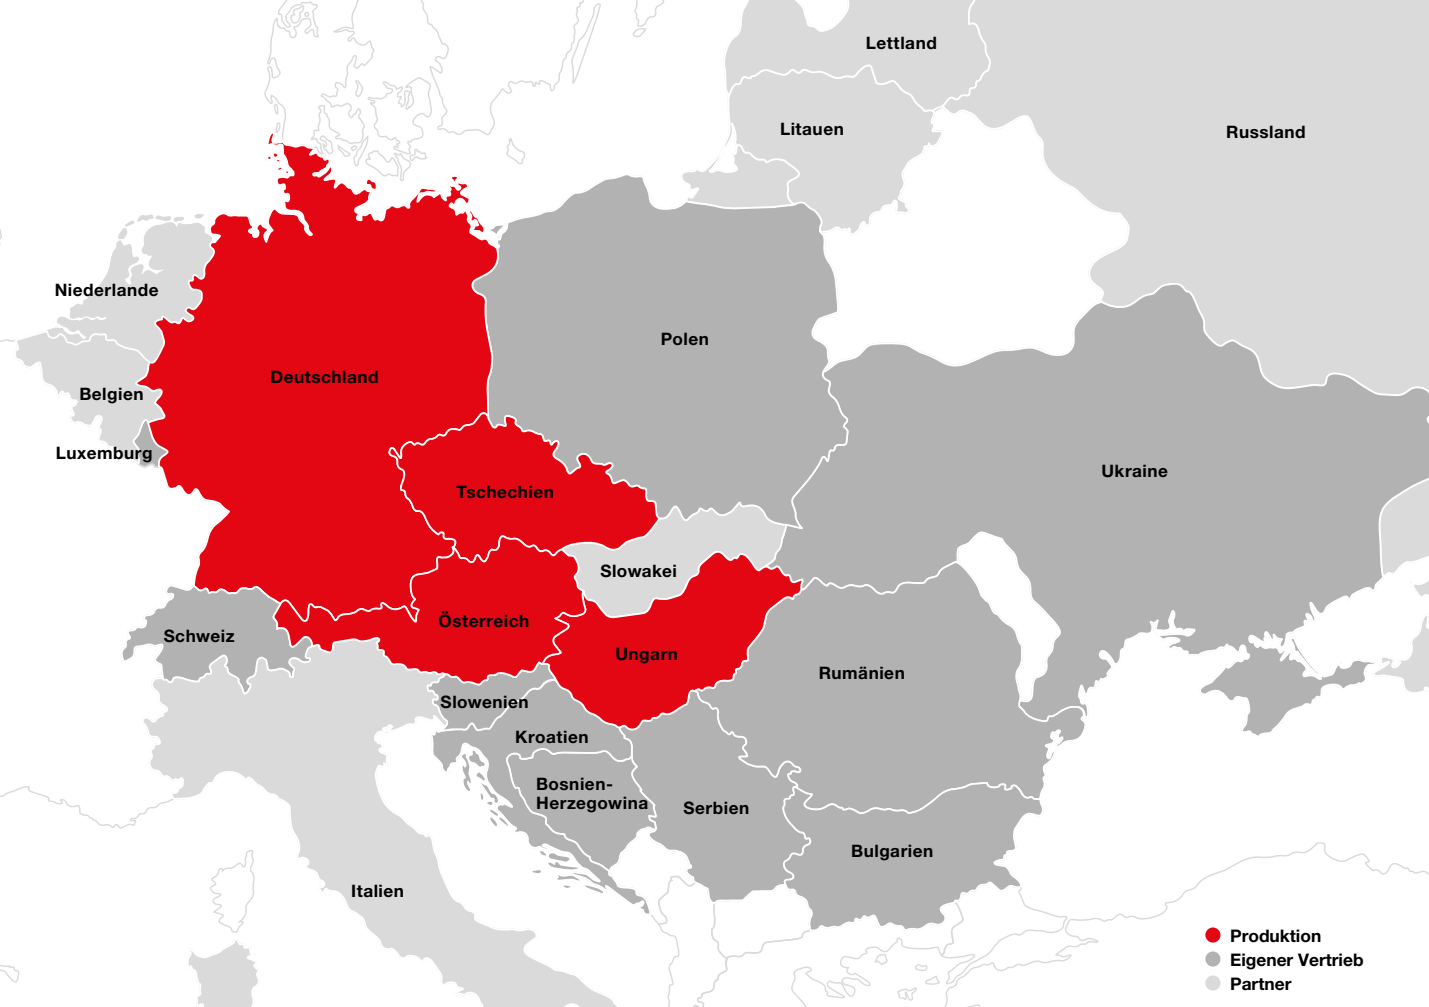 Lettland
Litauen
Russland
Niederlande
Polen
Deutschland
Belgien
Luxemburg
Ukraine
Tschechien
Slowakei
Österreich
Schweiz
Ungarn
Rumänien
Slowenien
Kroatien
Bosnien-
Herzegowina
Serbien
Bulgarien
Italien
Produktion
Eigener Vertrieb
Partner